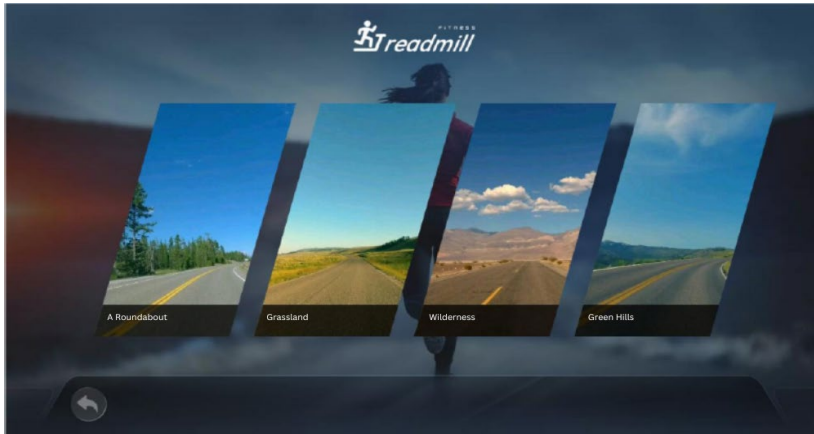 FITNESS
Treadmill
A Roundabout
Grassland
Wilderness
Green Hills